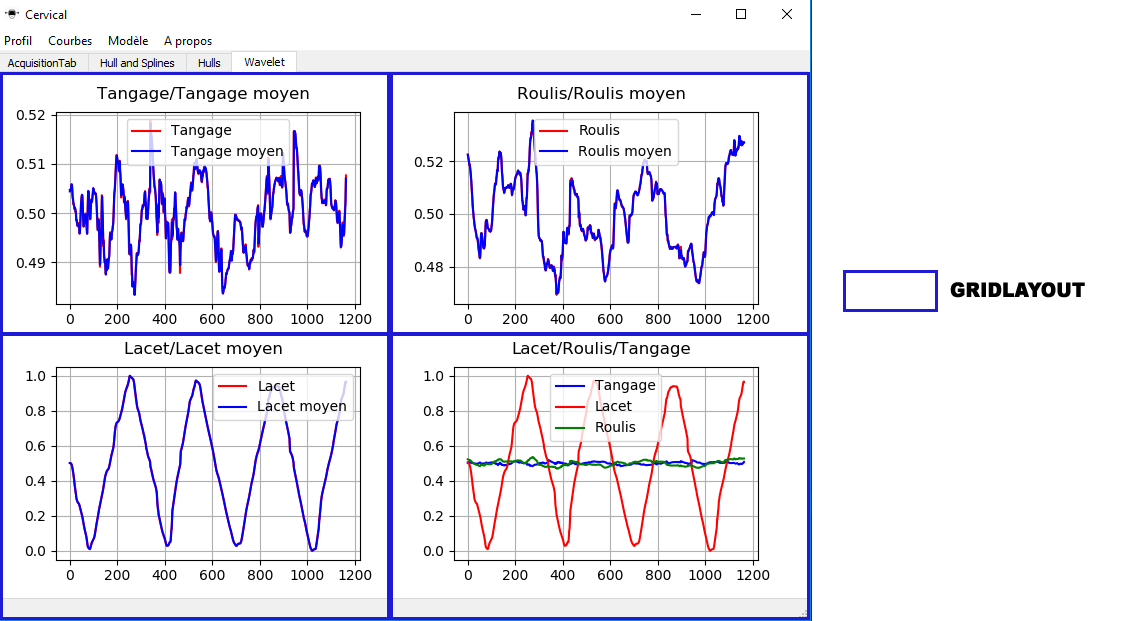 Cervical
Profil Courbes Modèle A propos
AcquisitionTab Hull and Splines Hulls Wavelet
Tangage/Tangage moyen
0.52
0.51
0.50
0.49
0 200 400 600 800 1000 1200
Tangage
Tangage moyen
Roulis/Roulis moyen
0.52
0.50
0.48
0 200 400 600 800 1000 1200
Roulis
Roulis moyen
GRIDLAYOUT
Lacet/Lacet moyen
1.0
0.8
0.6
0.4
0.2
0.0
0 200 400 600 800 1000 1200
Lacet
Lacet moyen
Lacet/Roulis/Tangage
1.0
0.8
0.6
0.4
0.2
0.0
0 200 400 600 800 1000 1200
Tangage
Lacet
Roulis